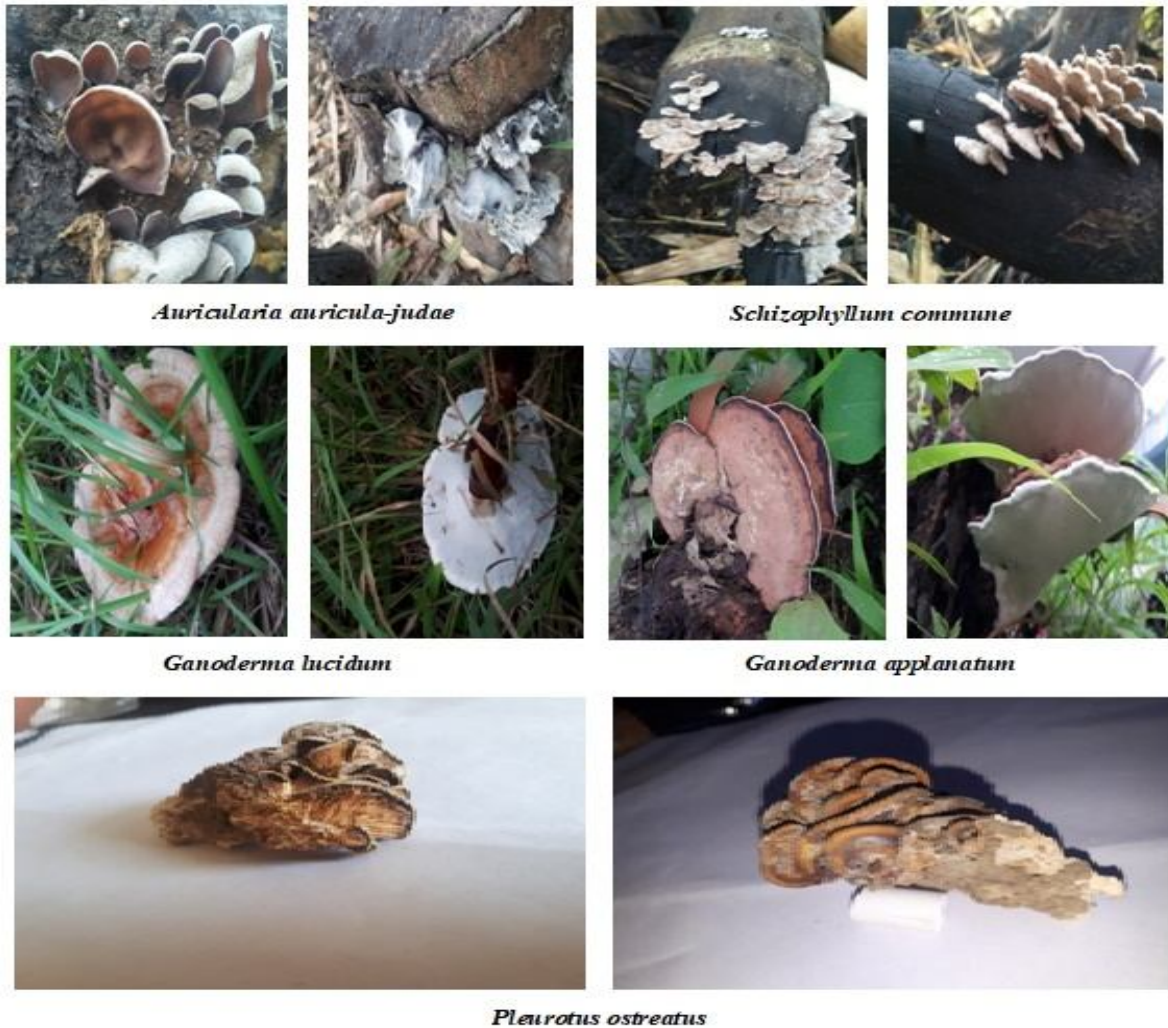 Auricularia auricula-judae
Schizophyllum commune
Ganoderma lucidum
Ganoderma applanatum
Pleurotus ostreatus